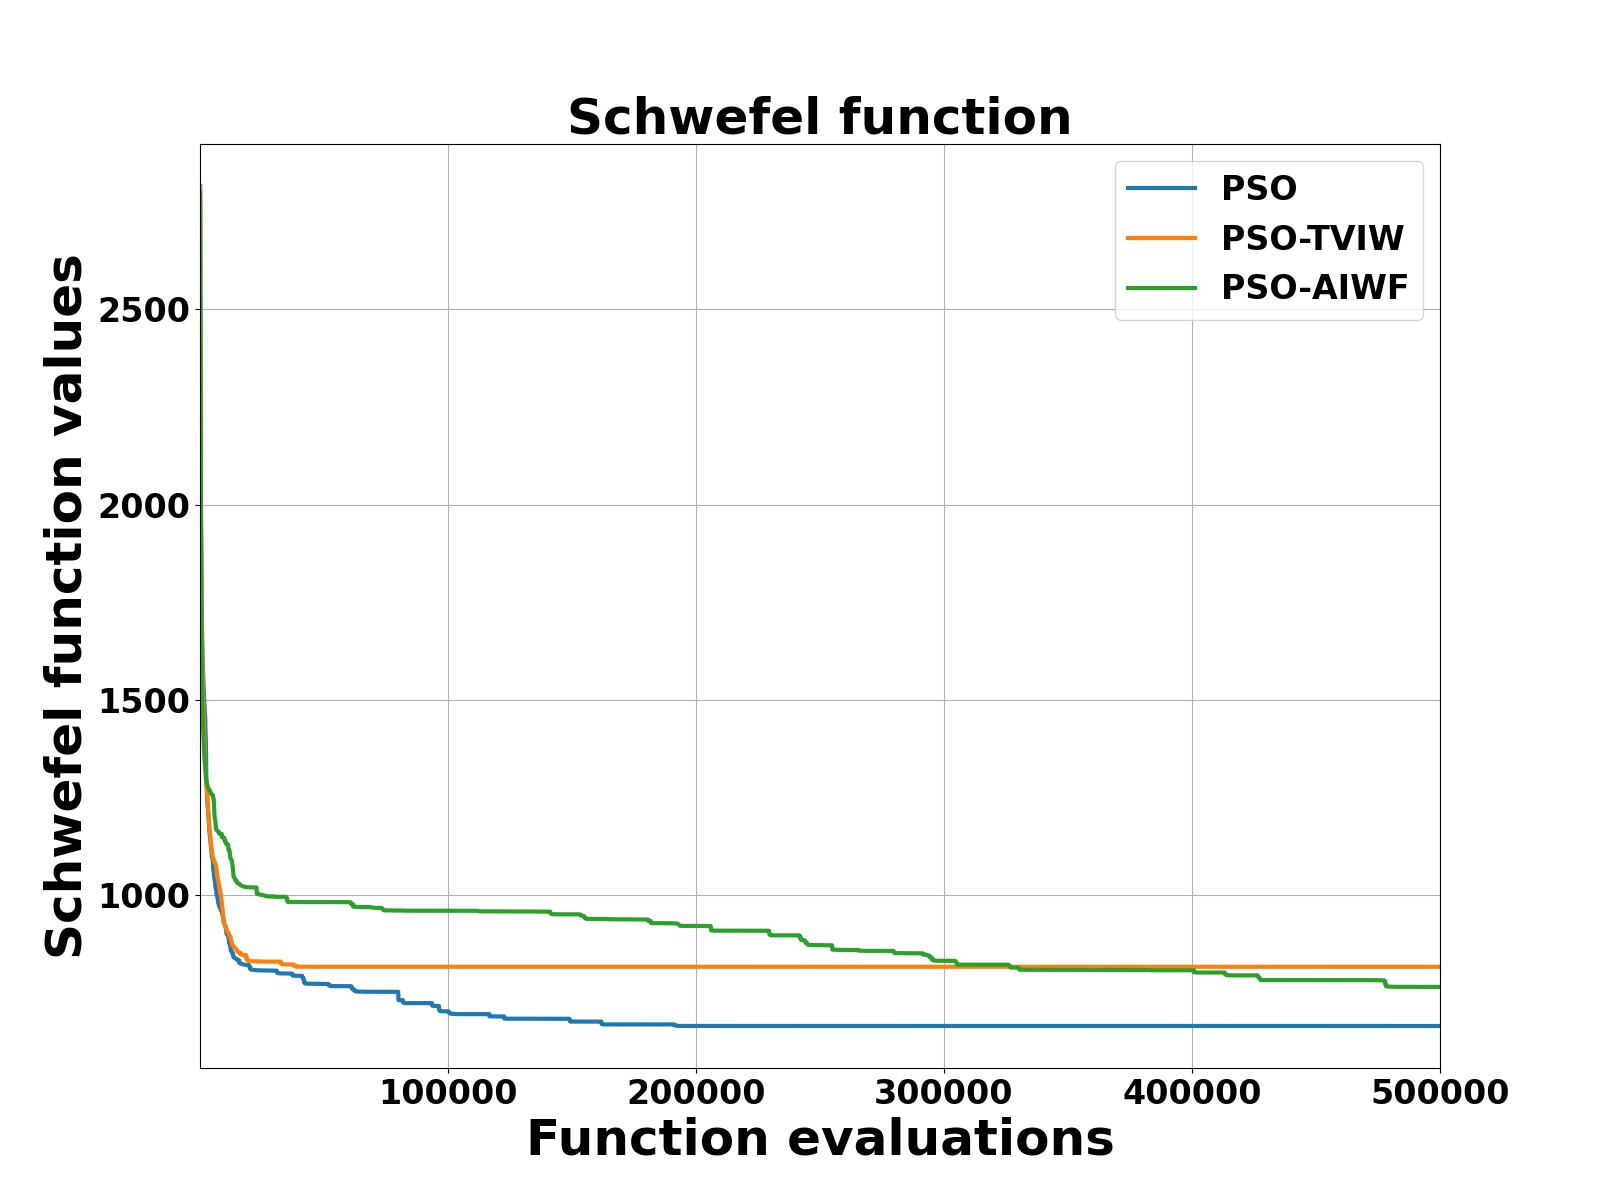 Schwefel function
PSO
PSO-TVIW
PSO-AIWF
Schwefel function values
2500
2000
1500
1000
100000
200000
300000
400000
500000
Function evaluations